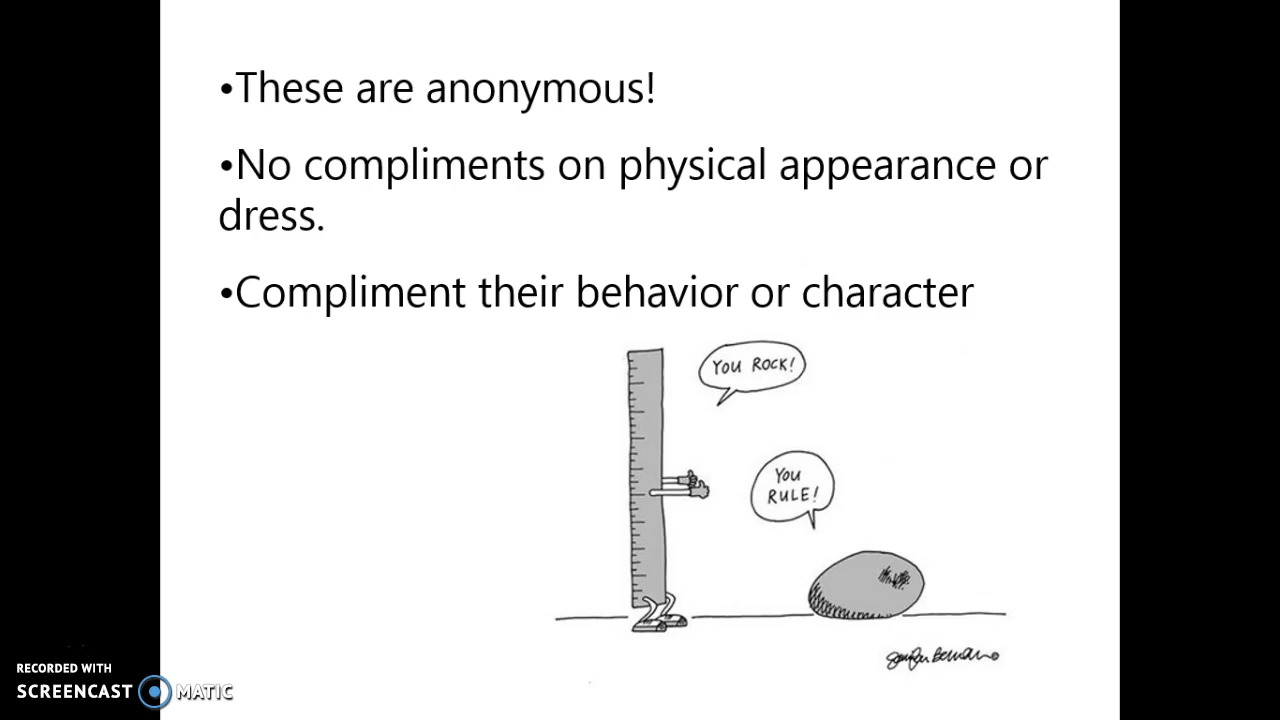 •These are anonymous!
•No compliments on physical appearance or
dress.
•Compliment their behavior or character
YOU ROCK!
YOU
RULE!
RECORDED WITH
SCREENCAST MATIC